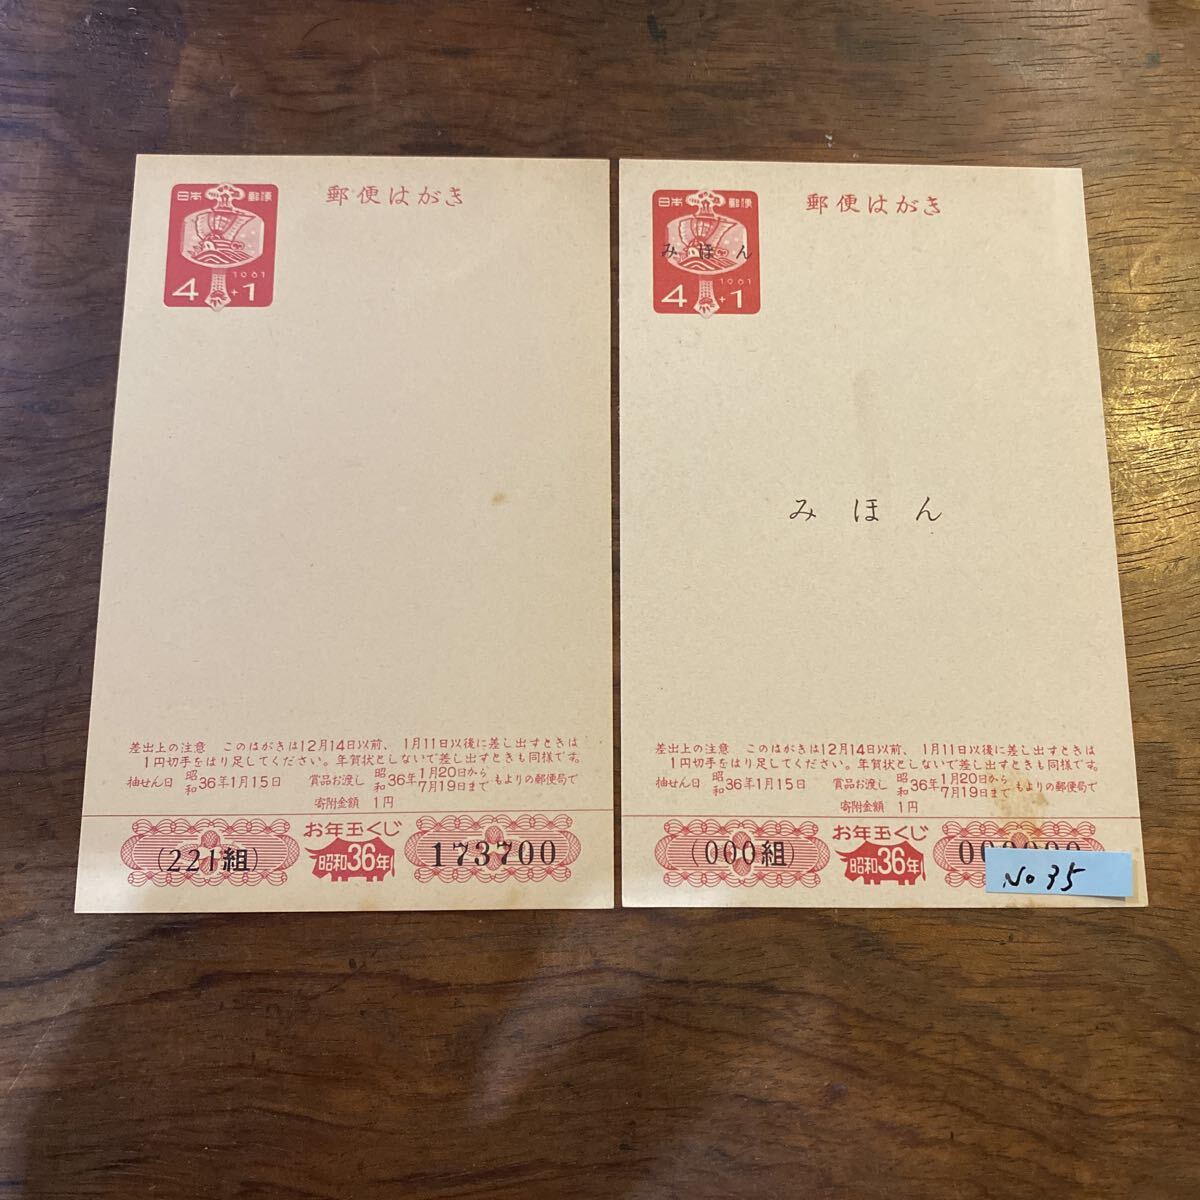 郵便はがき
日本郵便
1961
4+1
差出上の注意 このはがきは12月14日以前、1月11日以後に差し出すときは
1円切手をはり足してください。年賀状としないで差し出すときも同様です。
抽せん日 昭和36年1月15日 賞品お渡し 昭和36年1月20日から7月19日まで もよりの郵便局で
寄附金額 1円
お年玉くじ
(221組) 昭和36年 173700
郵便はがき
日本郵便
みほん
1961
4+1
みほん
差出上の注意 このはがきは12月14日以前、1月11日以後に差し出すときは
1円切手をはり足してください。年賀状としないで差し出すときも同様です。
抽せん日 昭和36年1月15日 賞品お渡し 昭和36年1月20日から7月19日まで もよりの郵便局で
寄附金額 1円
お年玉くじ
(000組) 昭和36年 000000
No 35